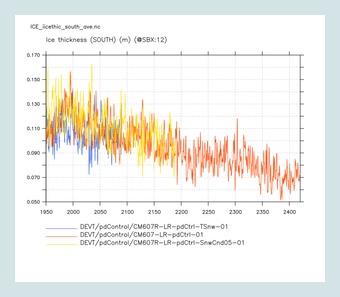 ICE_iicethic_south_ave.nc
Ice thickness (SOUTH) (m) (@SBX:12)
0.170
0.150
0.130
0.110
0.090
0.070
0.050
1950 2000 2050 2100 2150 2200 2250 2300 2350 2400
DEVT/pdControl/CM607R-LR-pdCtrl-TSnw-01
DEVT/pdControl/CM607-LR-pdCtrl-01
DEVT/pdControl/CM607R-LR-pdCtrl-SnwCnd05-01